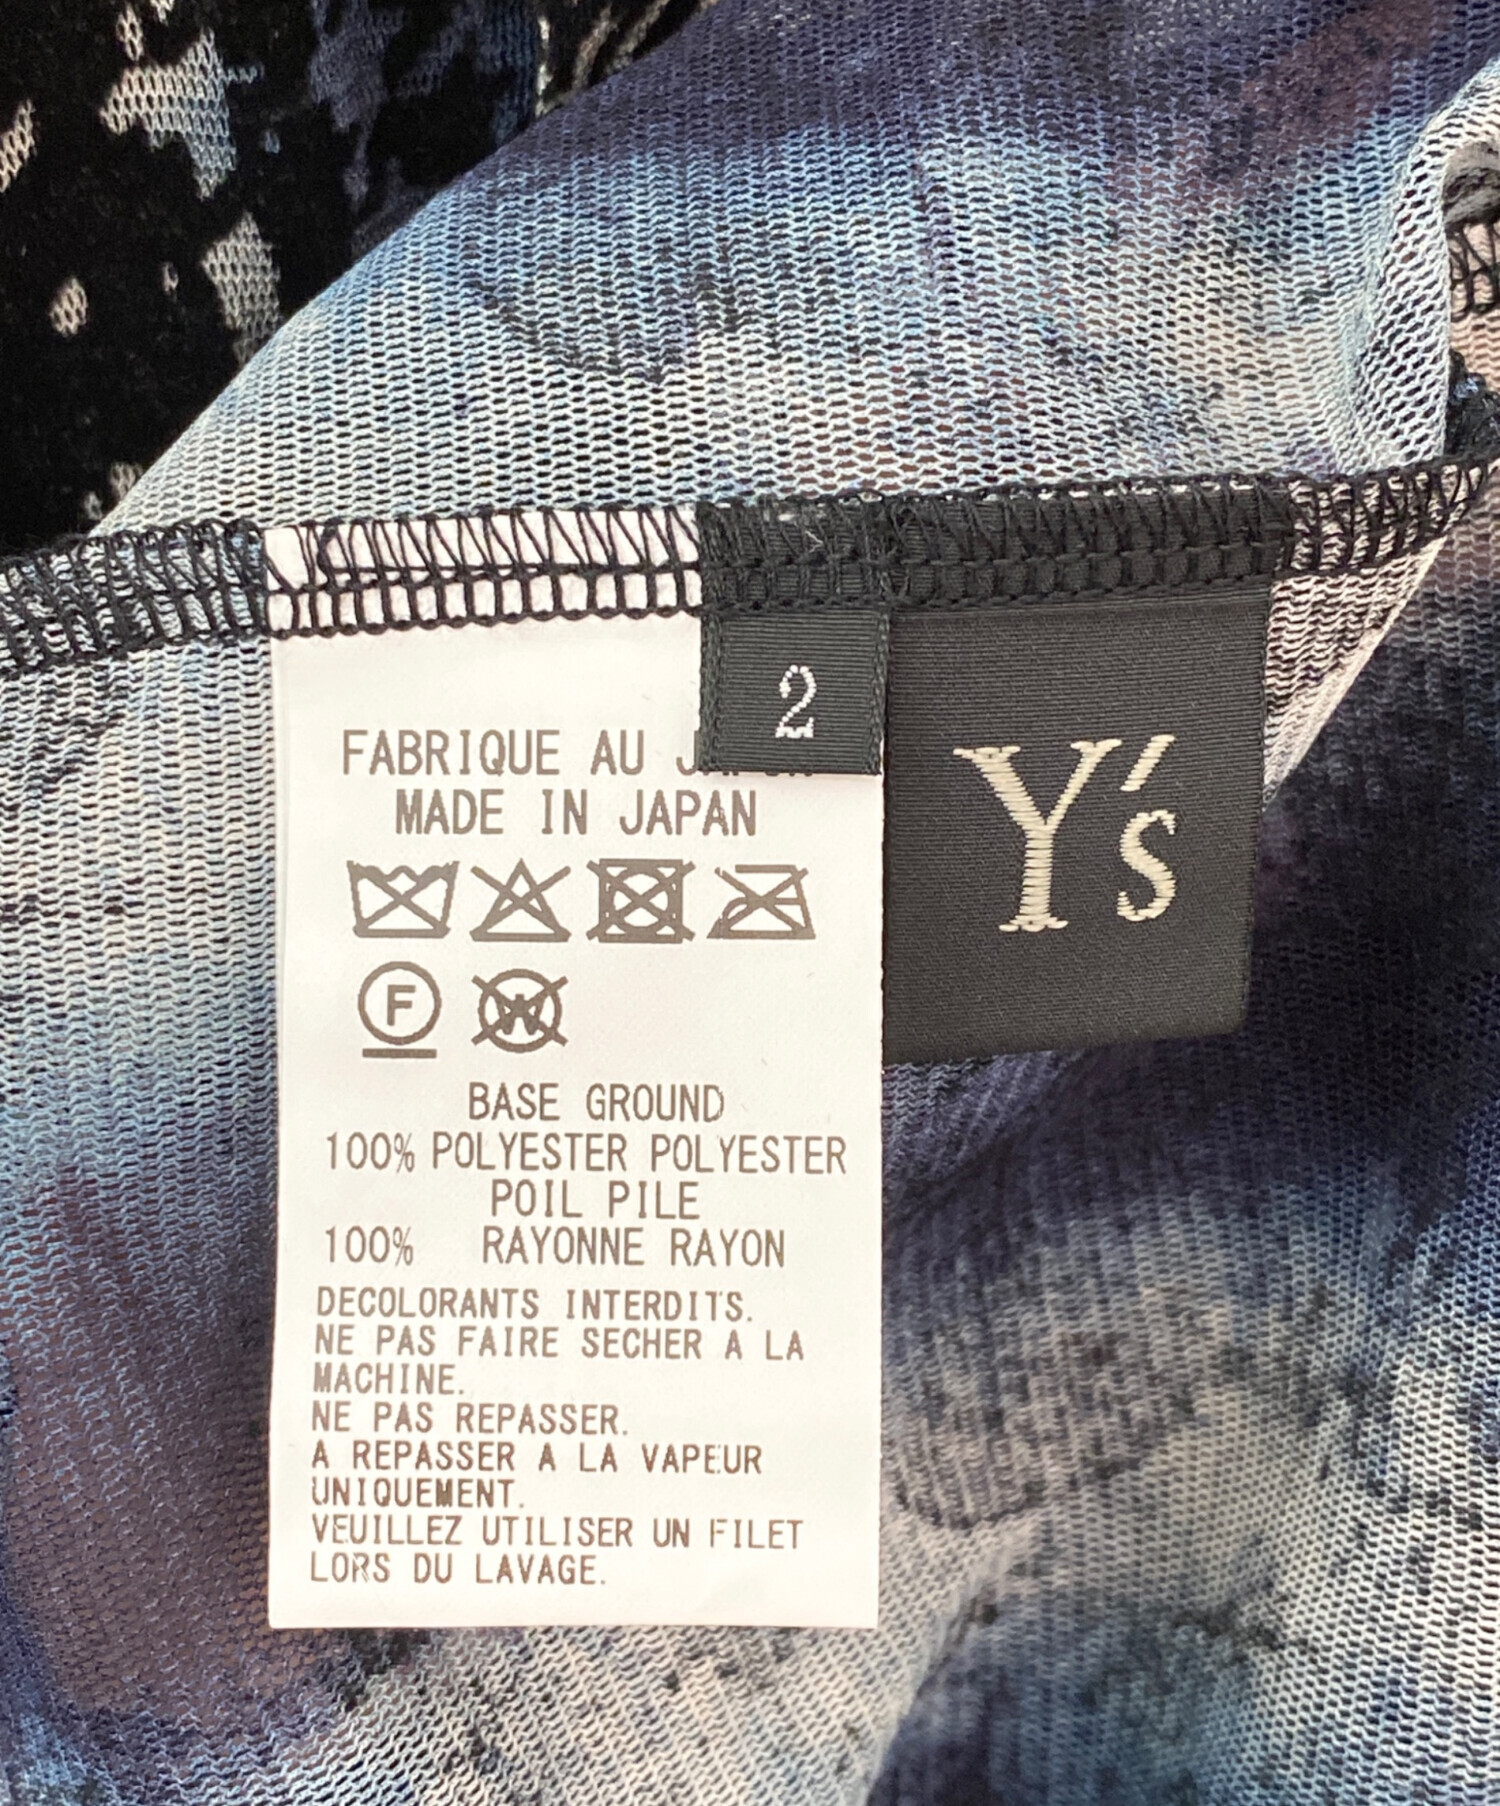 2
Y's
FABRIQUE AU
MADE IN JAPAN
F
W
BASE GROUND
100% POLYESTER POLYESTER
POIL PILE
100% RAYONNE RAYON
DECOLORANTS INTERDITS.
NE PAS FAIRE SECHER A LA
MACHINE.
NE PAS REPASSER.
A REPASSER A LA VAPEUR
UNIQUEMENT.
VEUILLEZ UTILISER UN FILET
LORS DU LAVAGE.